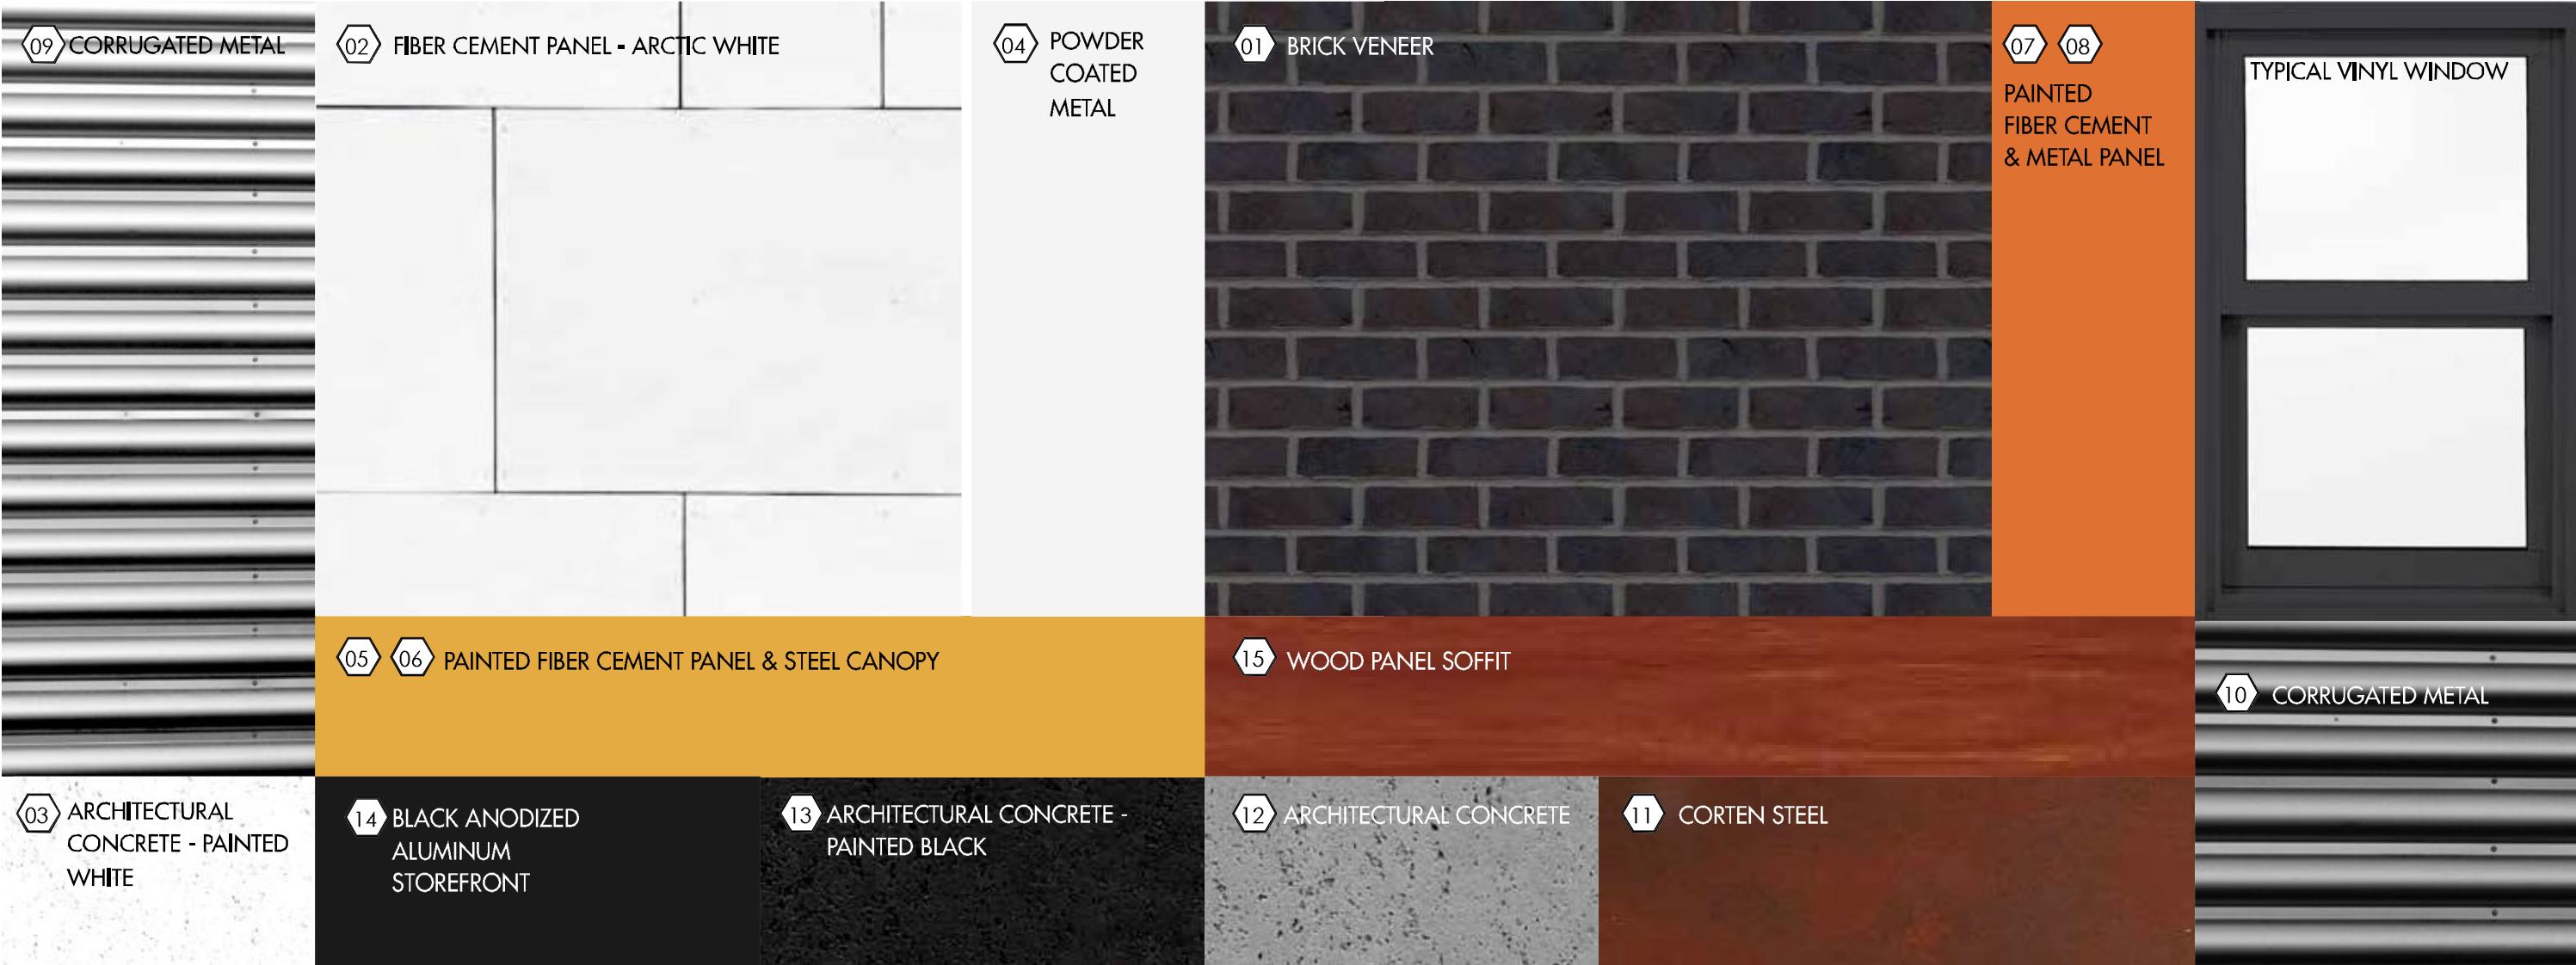 09 CORRUGATED METAL
02 FIBER CEMENT PANEL - ARCTIC WHITE
04 POWDER
COATED
METAL
01 BRICK VENEER
07 08
PAINTED
FIBER CEMENT
& METAL PANEL
TYPICAL VINYL WINDOW
05 06 PAINTED FIBER CEMENT PANEL & STEEL CANOPY
15 WOOD PANEL SOFFIT
10 CORRUGATED METAL
03 ARCHITECTURAL
CONCRETE - PAINTED
WHITE
14 BLACK ANODIZED
ALUMINUM
STOREFRONT
13 ARCHITECTURAL CONCRETE -
PAINTED BLACK
12 ARCHITECTURAL CONCRETE
11 CORTEN STEEL